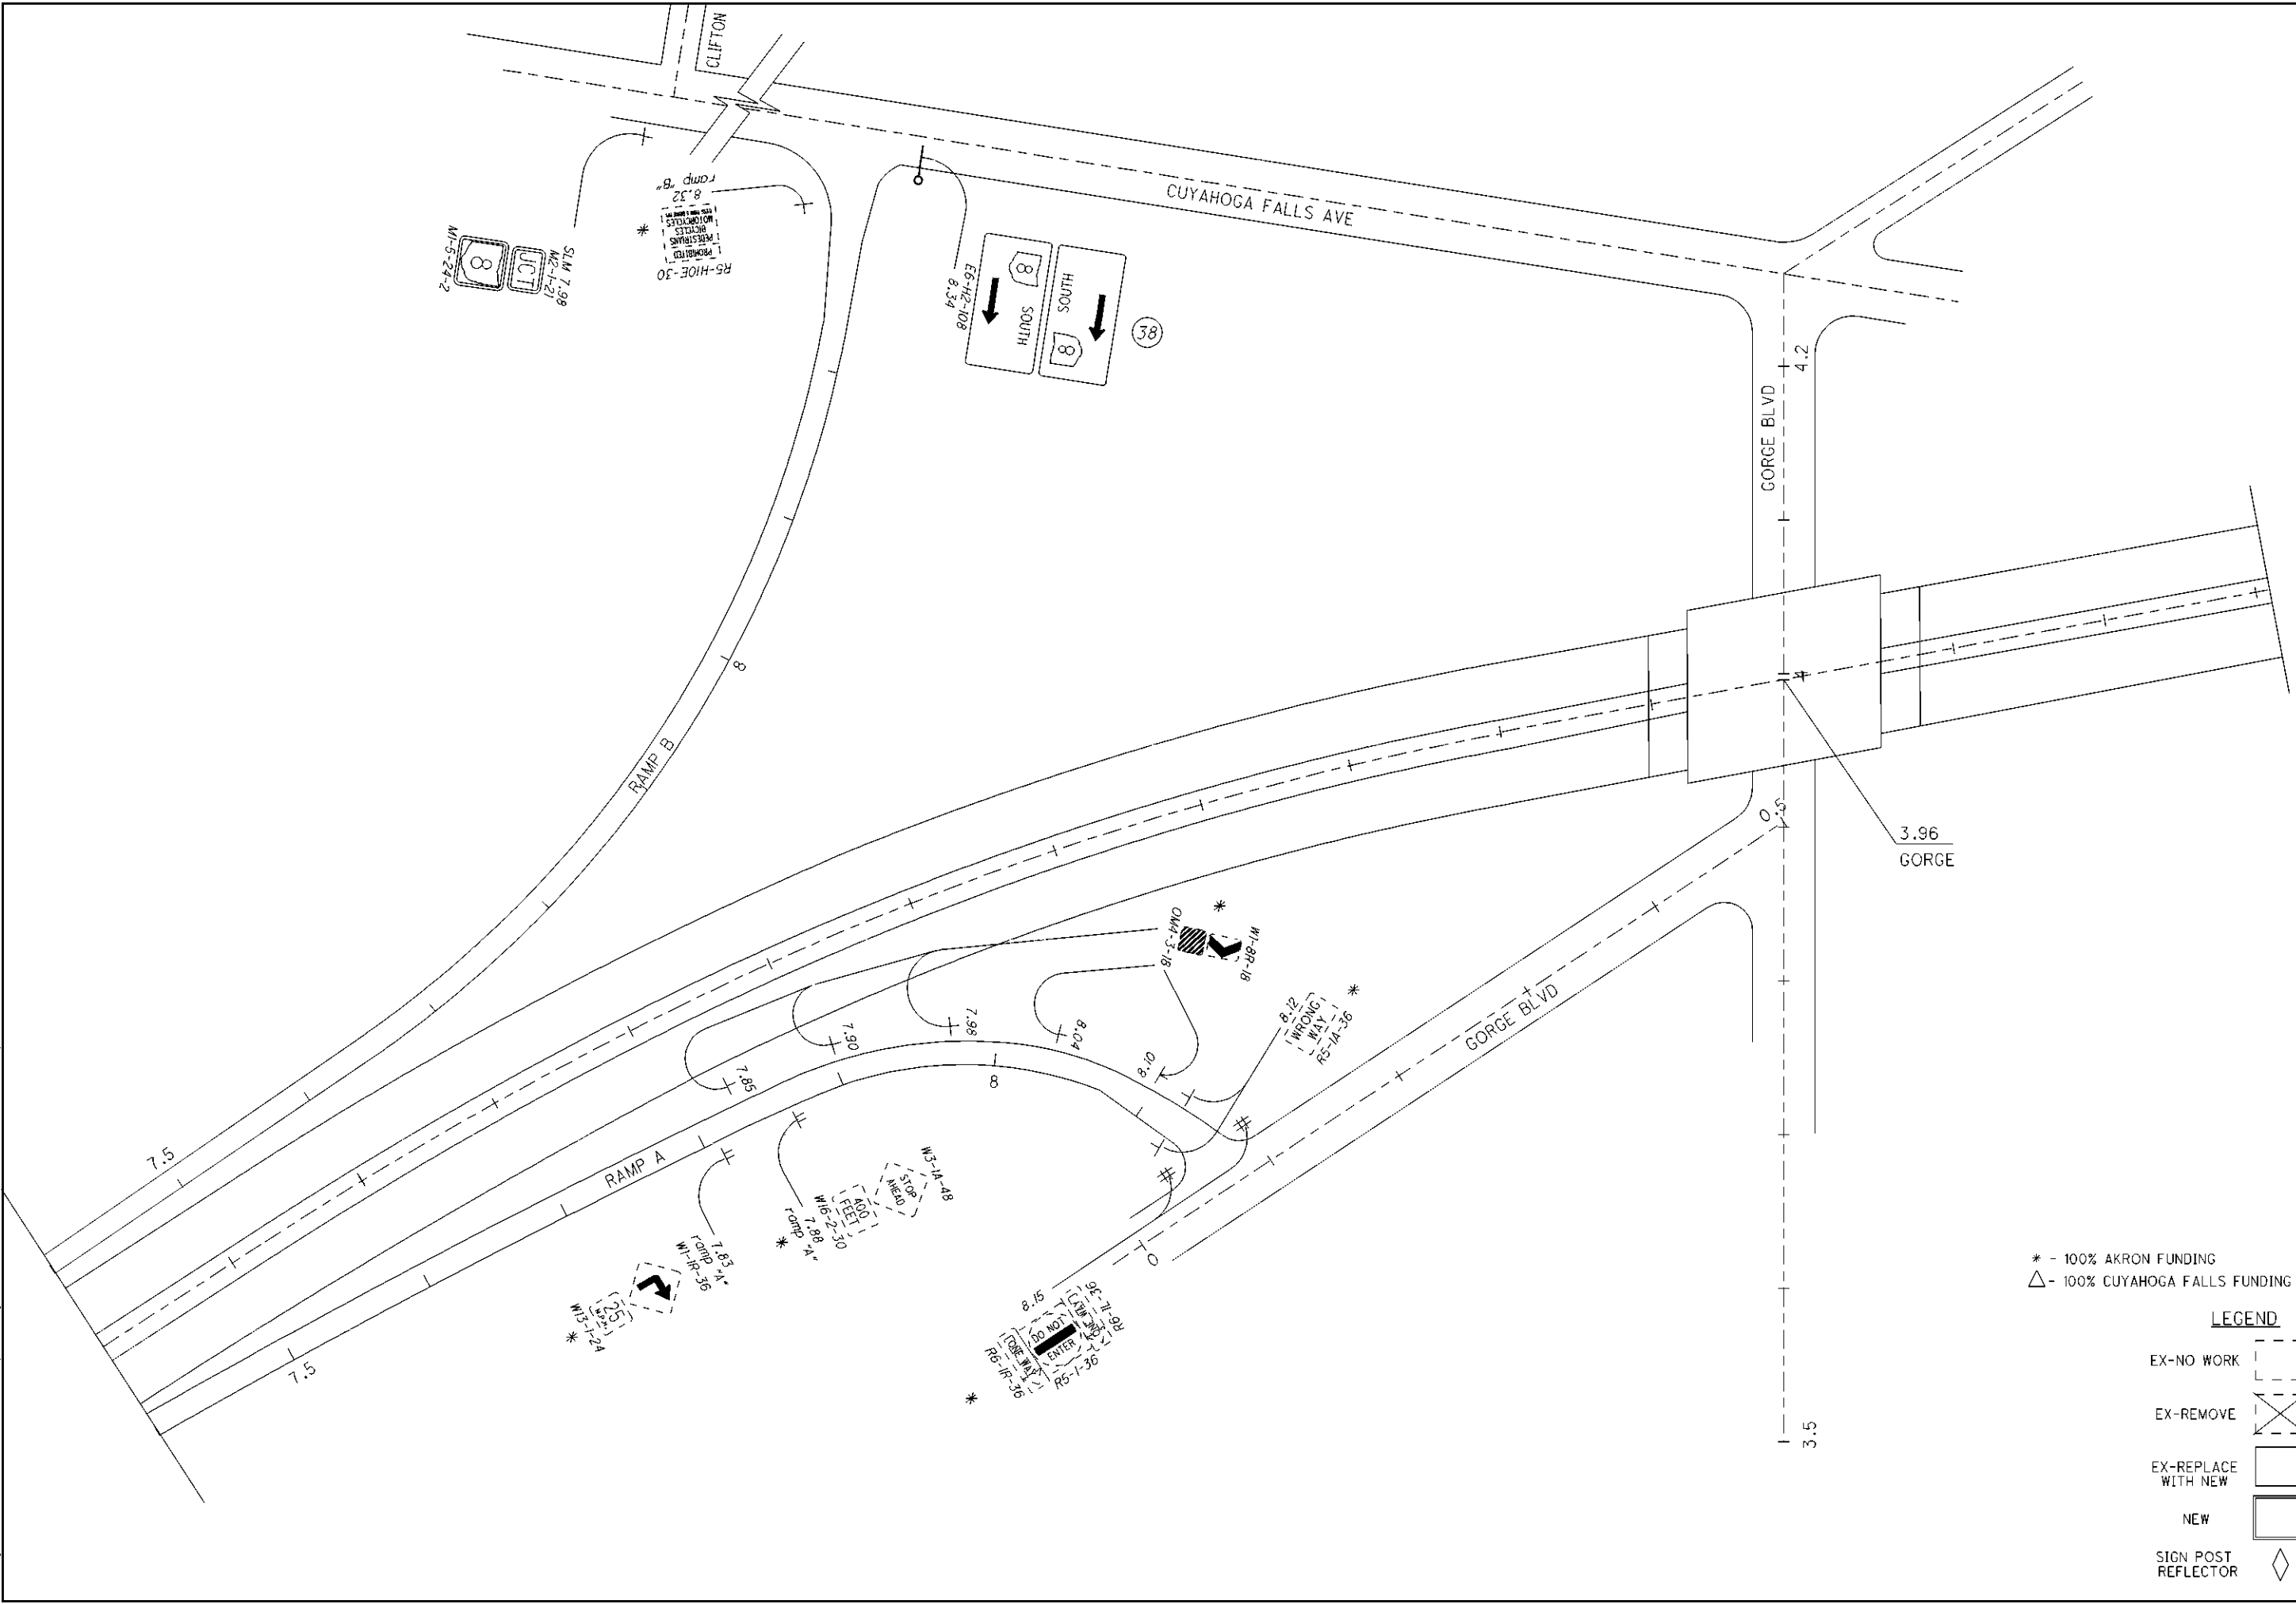 CLIFTON
CUYAHOGA FALLS AVE
ramp "B"
8.32
PROHIBITED
PEDESTRIANS
BICYCLES
MOTORCYCLES
R5-H10E-30
*
SLM 7.98
M2-1-21
JCT
8
M1-5-24-2
E6-H2-108
8.34
8
SOUTH
SOUTH
8
38
GORGE BLVD
4.2
4
3.96
GORGE
0.5
8
RAMP B
7.5
*
OM4-3-18
W1-8R-18
8.12
WRONG
WAY
R5-1A-36
*
GORGE BLVD
7.85
7.90
7.98
8.04
8.10
8
RAMP A
7.5
W3-1A-48
STOP
AHEAD
400
FEET
W16-2-30
7.88
ramp "A"
*
7.83
ramp "A"
W1-1R-36
25
M.P.H.
W13-1-24
*
0
8.15
R6-1L-36
ONE WAY
DO NOT
ENTER
ONE WAY
R6-1R-36
R5-1-36
*
3.5
* - 100% AKRON FUNDING
△ - 100% CUYAHOGA FALLS FUNDING
LEGEND
EX-NO WORK
EX-REMOVE
EX-REPLACE
WITH NEW
NEW
SIGN POST
REFLECTOR